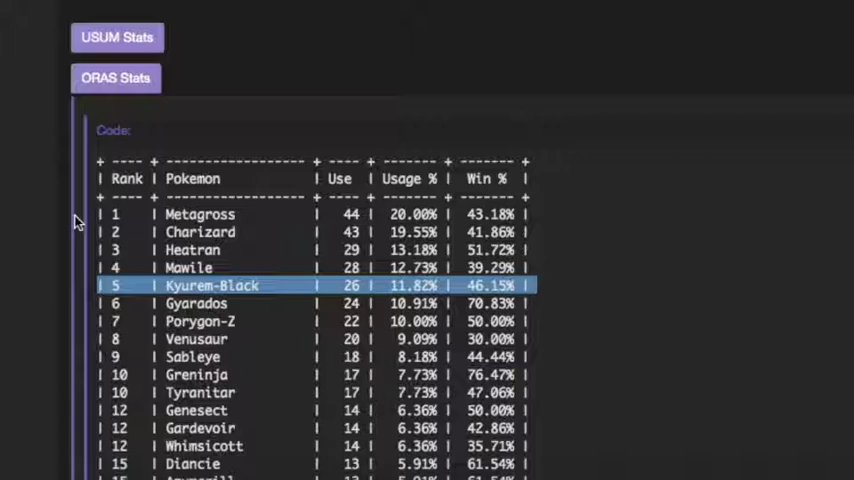 USUM Stats
ORAS Stats
Code:
+ ---- + ------------------ + ---- + ------- + ------- +
| Rank | Pokemon | Use | Usage % | Win % |
+ ---- + ------------------ + ---- + ------- + ------- +
| 1 | Metagross | 44 | 20.00% | 43.18% |
| 2 | Charizard | 43 | 19.55% | 41.86% |
| 3 | Heatran | 29 | 13.18% | 51.72% |
| 4 | Mawile | 28 | 12.73% | 39.29% |
| 5 | Kyurem-Black | 26 | 11.82% | 46.15% |
| 6 | Gyarados | 24 | 10.91% | 70.83% |
| 7 | Porygon-Z | 22 | 10.00% | 50.00% |
| 8 | Venusaur | 20 | 9.09% | 30.00% |
| 9 | Sableye | 18 | 8.18% | 44.44% |
| 10 | Greninja | 17 | 7.73% | 76.47% |
| 10 | Tyranitar | 17 | 7.73% | 47.06% |
| 12 | Genesect | 14 | 6.36% | 50.00% |
| 12 | Gardevoir | 14 | 6.36% | 42.86% |
| 12 | Whimsicott | 14 | 6.36% | 35.71% |
| 15 | Diancie | 13 | 5.91% | 61.54% |
| 15 | | 13 | 5.91% | 61.54% |